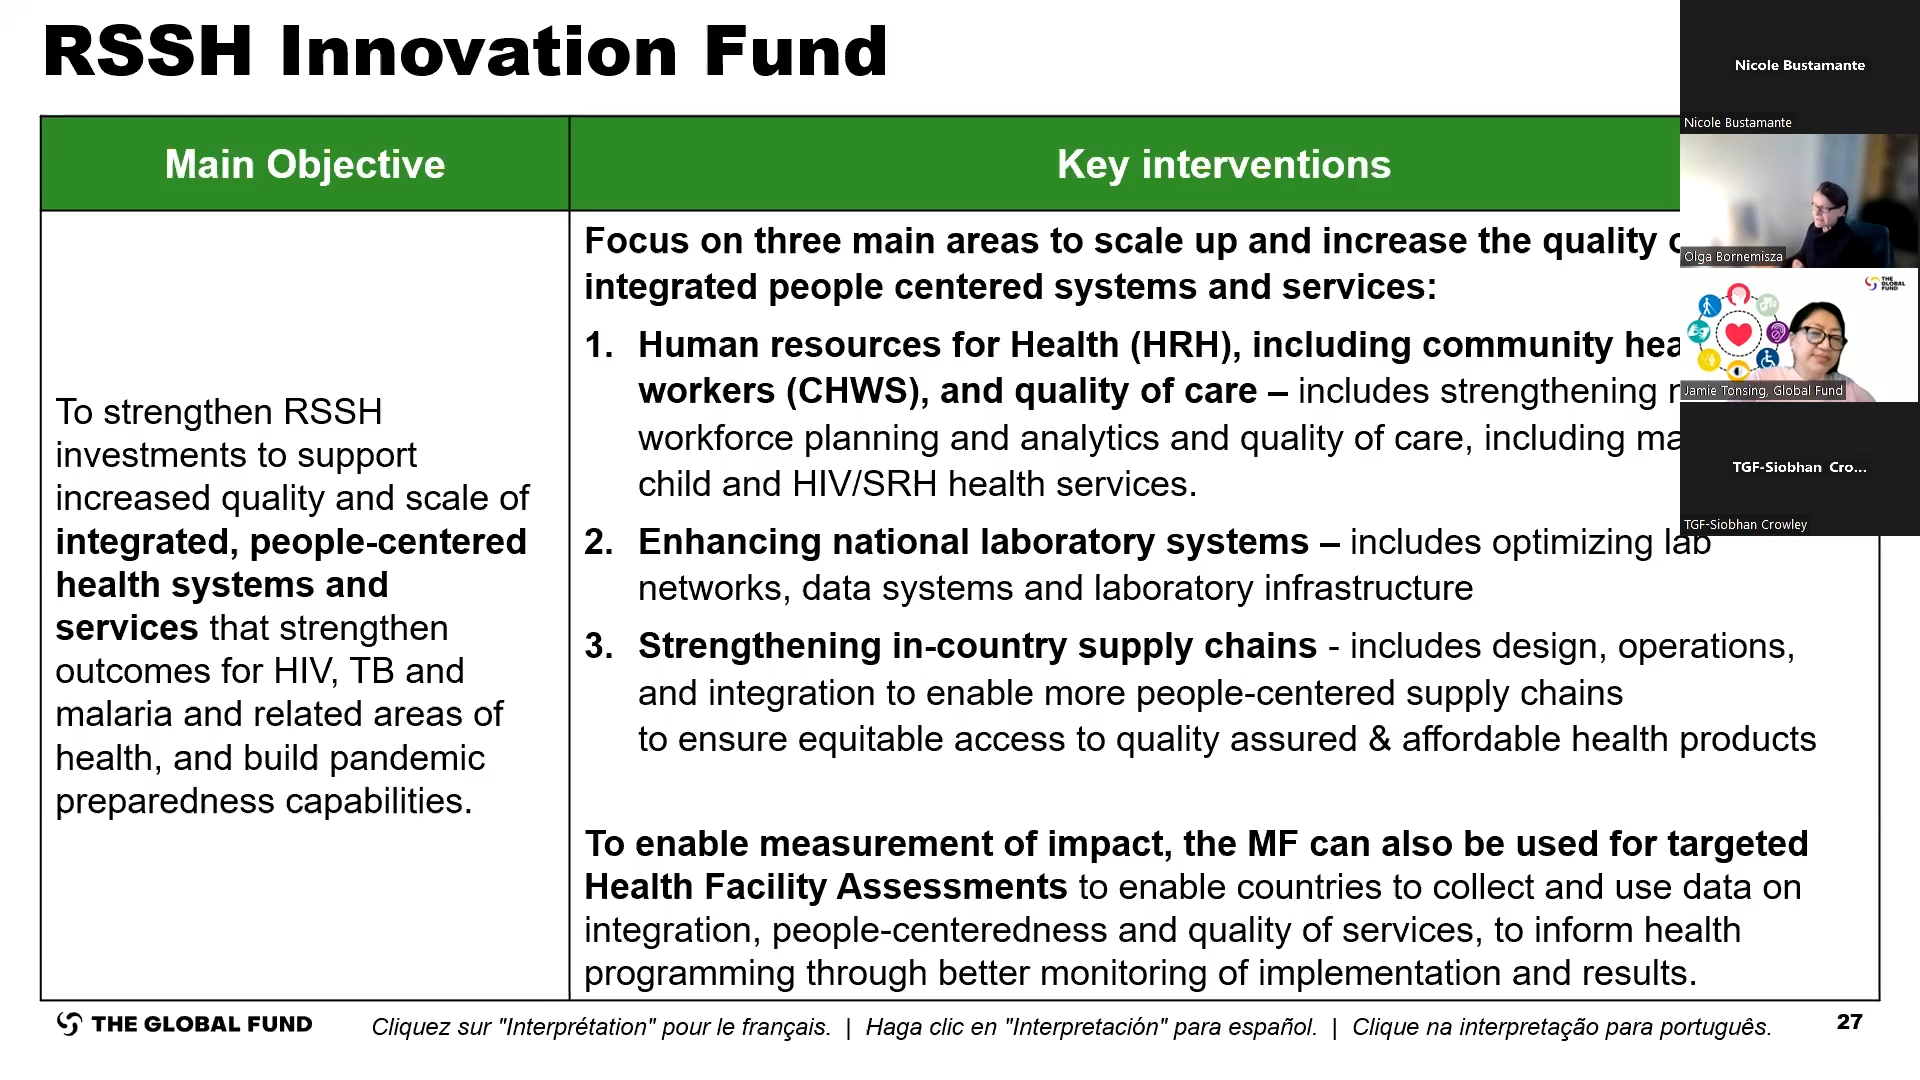 RSSH Innovation Fund
Main Objective
Key interventions
To strengthen RSSH
investments to support
increased quality and scale of
integrated, people-centered
health systems and
services that strengthen
outcomes for HIV, TB and
malaria and related areas of
health, and build pandemic
preparedness capabilities.
Focus on three main areas to scale up and increase the quality
integrated people centered systems and services:
1. Human resources for Health (HRH), including community
workers (CHWS), and quality of care – includes strengthening
workforce planning and analytics and quality of care, including
child and HIV/SRH health services.
2. Enhancing national laboratory systems – includes optimizing lab
networks, data systems and laboratory infrastructure
3. Strengthening in-country supply chains - includes design, operations,
and integration to enable more people-centered supply chains
to ensure equitable access to quality assured & affordable health products
To enable measurement of impact, the MF can also be used for targeted
Health Facility Assessments to enable countries to collect and use data on
integration, people-centeredness and quality of services, to inform health
programming through better monitoring of implementation and results.
THE GLOBAL FUND
Cliquez sur "Interprétation" pour le français. | Haga clic en "Interpretación" para español. | Clique na interpretação para português.
27
Nicole Bustamante
Nicole Bustamante
Olga Bornemisza
THE
GLOBAL
FUND
Jamie Tonsing, Global Fund
TGF-Siobhan Cro...
TGF-Siobhan Crowley